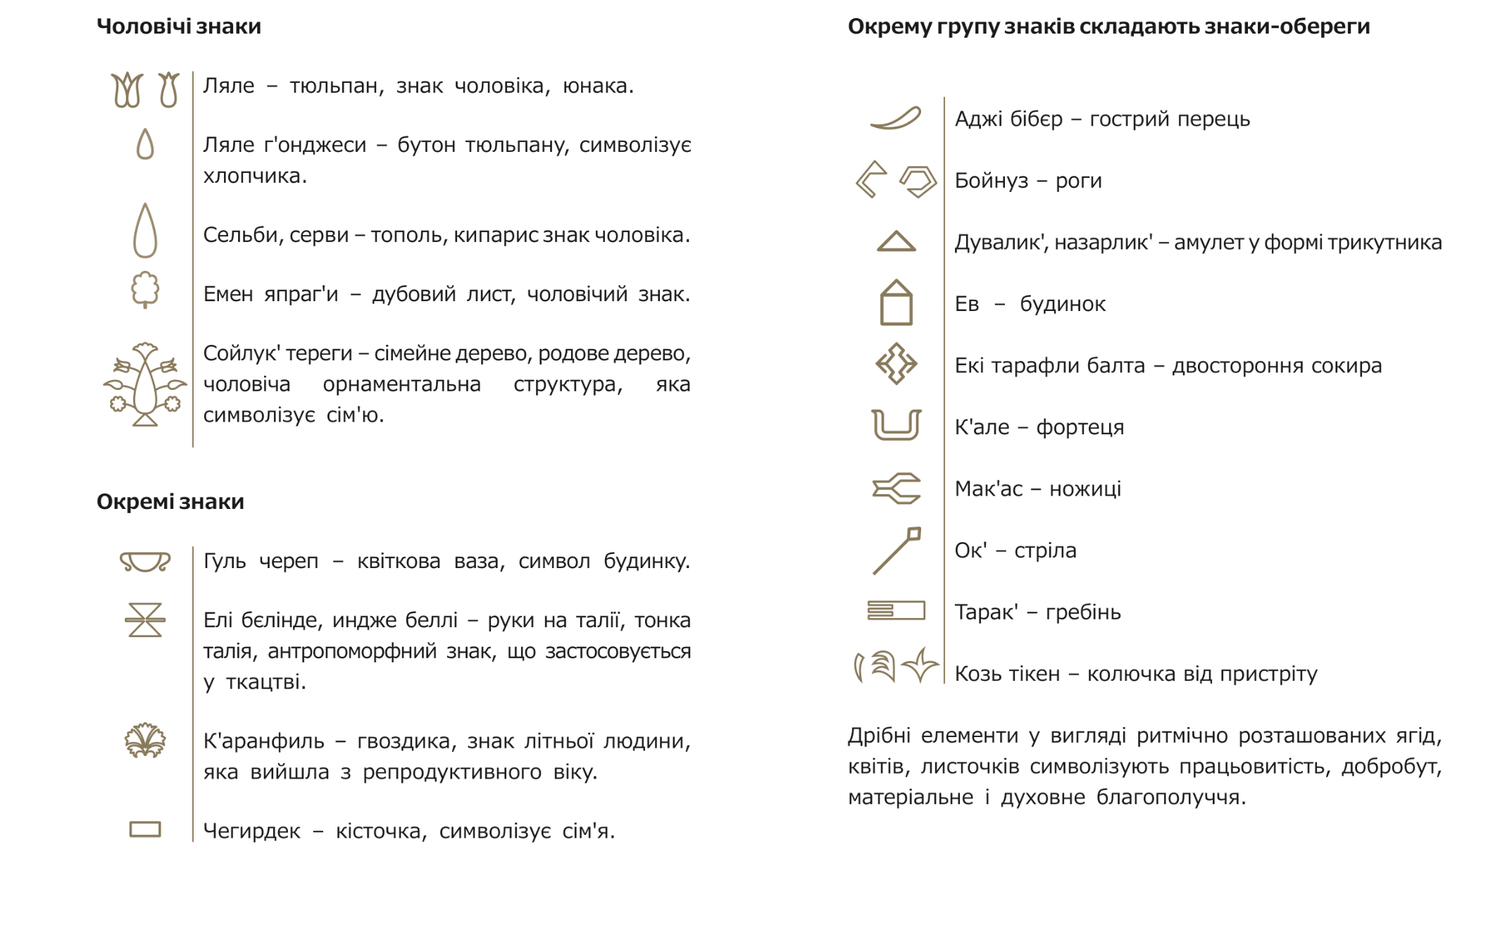 Чоловічі знаки
Ляле – тюльпан, знак чоловіка, юнака.
Ляле г'онджеси – бутон тюльпану, символізує
хлопчика.
Сельби, серви – тополь, кипарис знак чоловіка.
Емен япраг'и – дубовий лист, чоловічий знак.
Сойлук' тереги – сімейне дерево, родове дерево,
чоловіча орнаментальна структура, яка
символізує сім'ю.
Окремі знаки
Гуль череп – квіткова ваза, символ будинку.
Елі бєлінде, индже беллі – руки на талії, тонка
талія, антропоморфний знак, що застосовується
у ткацтві.
К'аранфиль – гвоздика, знак літньої людини,
яка вийшла з репродуктивного віку.
Чегирдек – кісточка, символізує сім'я.
Окрему групу знаків складають знаки-обереги
Аджі бібєр – гострий перець
Бойнуз – роги
Дувалик', назарлик' – амулет у формі трикутника
Ев – будинок
Екі тарафли балта – двостороння сокира
К'але – фортеця
Мак'ас – ножиці
Ок' – стріла
Тарак' – гребінь
Козь тікен – колючка від пристріту
Дрібні елементи у вигляді ритмічно розташованих ягід,
квітів, листочків символізують працьовитість, добробут,
матеріальне і духовне благополуччя.